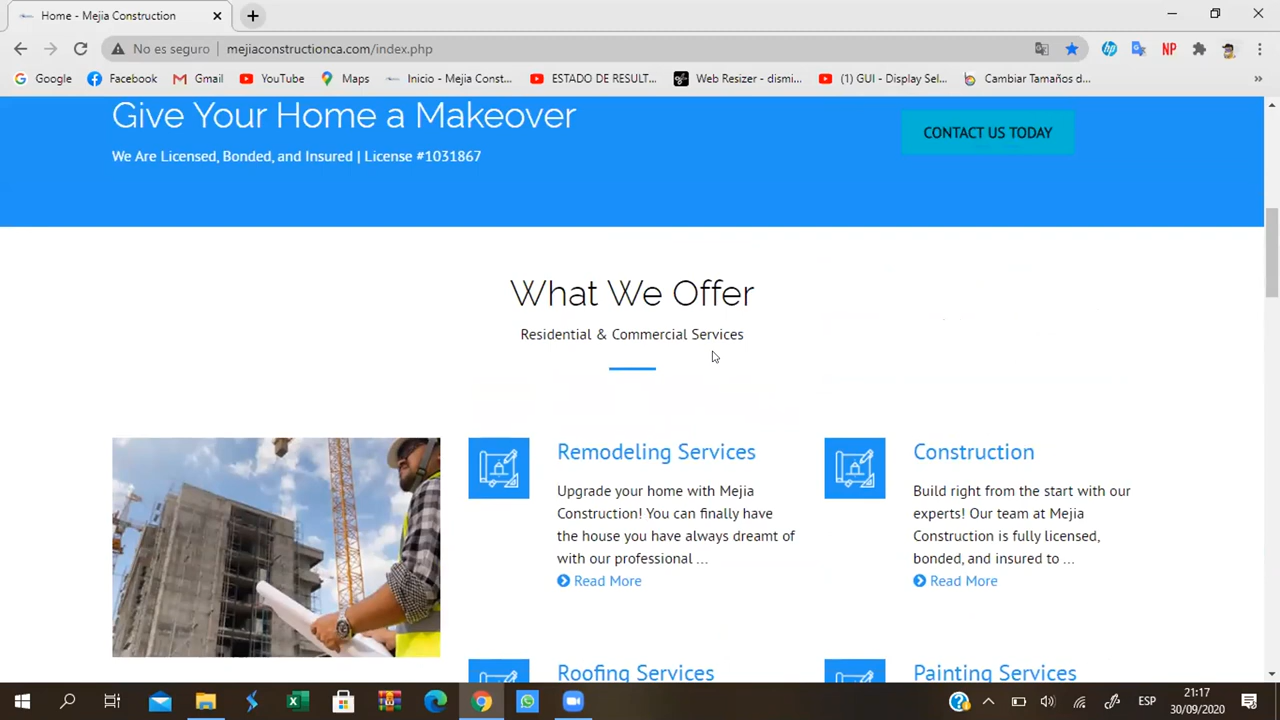 Home - Mejia Construction
No es seguro | mejiaconstructionca.com/index.php
NP
Google Facebook Gmail YouTube Maps Inicio - Mejia Const... ESTADO DE RESULT... Web Resizer - dismi... (1) GUI - Display Sel... Cambiar Tamaños d... »
Give Your Home a Makeover
CONTACT US TODAY
We Are Licensed, Bonded, and Insured | License #1031867
What We Offer
Residential & Commercial Services
Remodeling Services
Upgrade your home with Mejia
Construction! You can finally have
the house you have always dreamt of
with our professional ...
Read More
Construction
Build right from the start with our
experts! Our team at Mejia
Construction is fully licensed,
bonded, and insured to ...
Read More
Roofing Services
Painting Services
ESP
21:17
30/09/2020